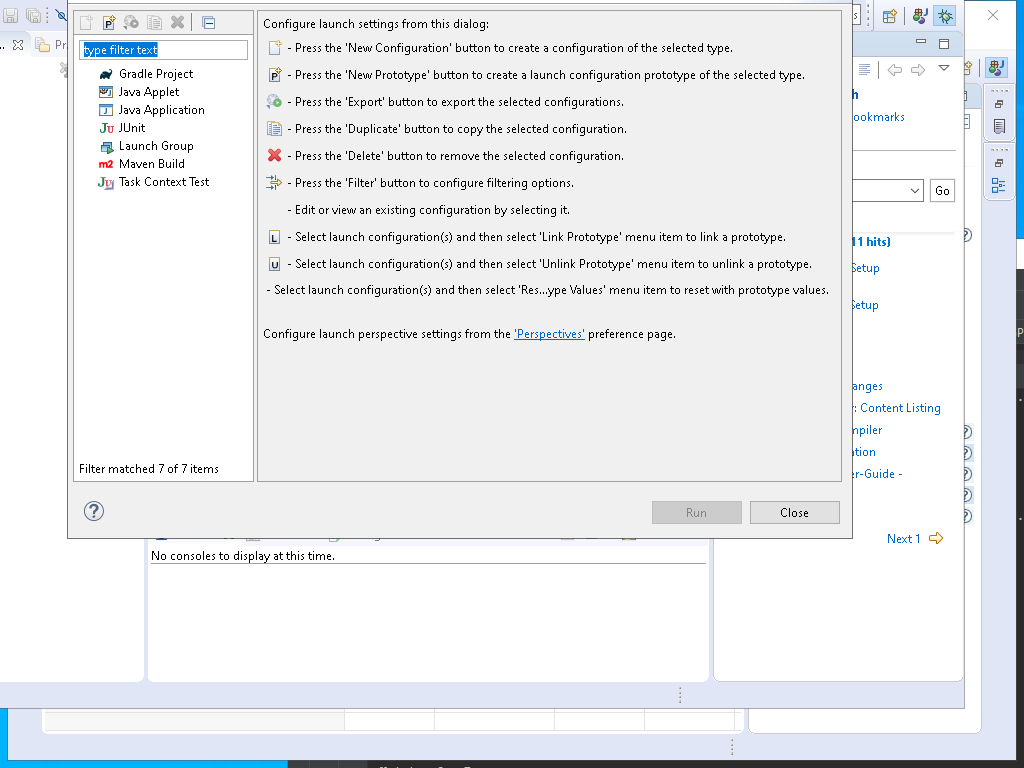 type filter text
Gradle Project
Java Applet
Java Application
JUnit
Launch Group
Maven Build
Task Context Test
Filter matched 7 of 7 items
Configure launch settings from this dialog:
- Press the 'New Configuration' button to create a configuration of the selected type.
- Press the 'New Prototype' button to create a launch configuration prototype of the selected type.
- Press the 'Export' button to export the selected configurations.
- Press the 'Duplicate' button to copy the selected configuration.
- Press the 'Delete' button to remove the selected configuration.
- Press the 'Filter' button to configure filtering options.
- Edit or view an existing configuration by selecting it.
- Select launch configuration(s) and then select 'Link Prototype' menu item to link a prototype.
- Select launch configuration(s) and then select 'Unlink Prototype' menu item to unlink a prototype.
- Select launch configuration(s) and then select 'Res...ype Values' menu item to reset with prototype values.
Configure launch perspective settings from the 'Perspectives' preference page.
Run
Close
No consoles to display at this time.
ookmarks
Go
11 hits)
Setup
Setup
anges
: Content Listing
mpiler
ation
er-Guide -
Next 1